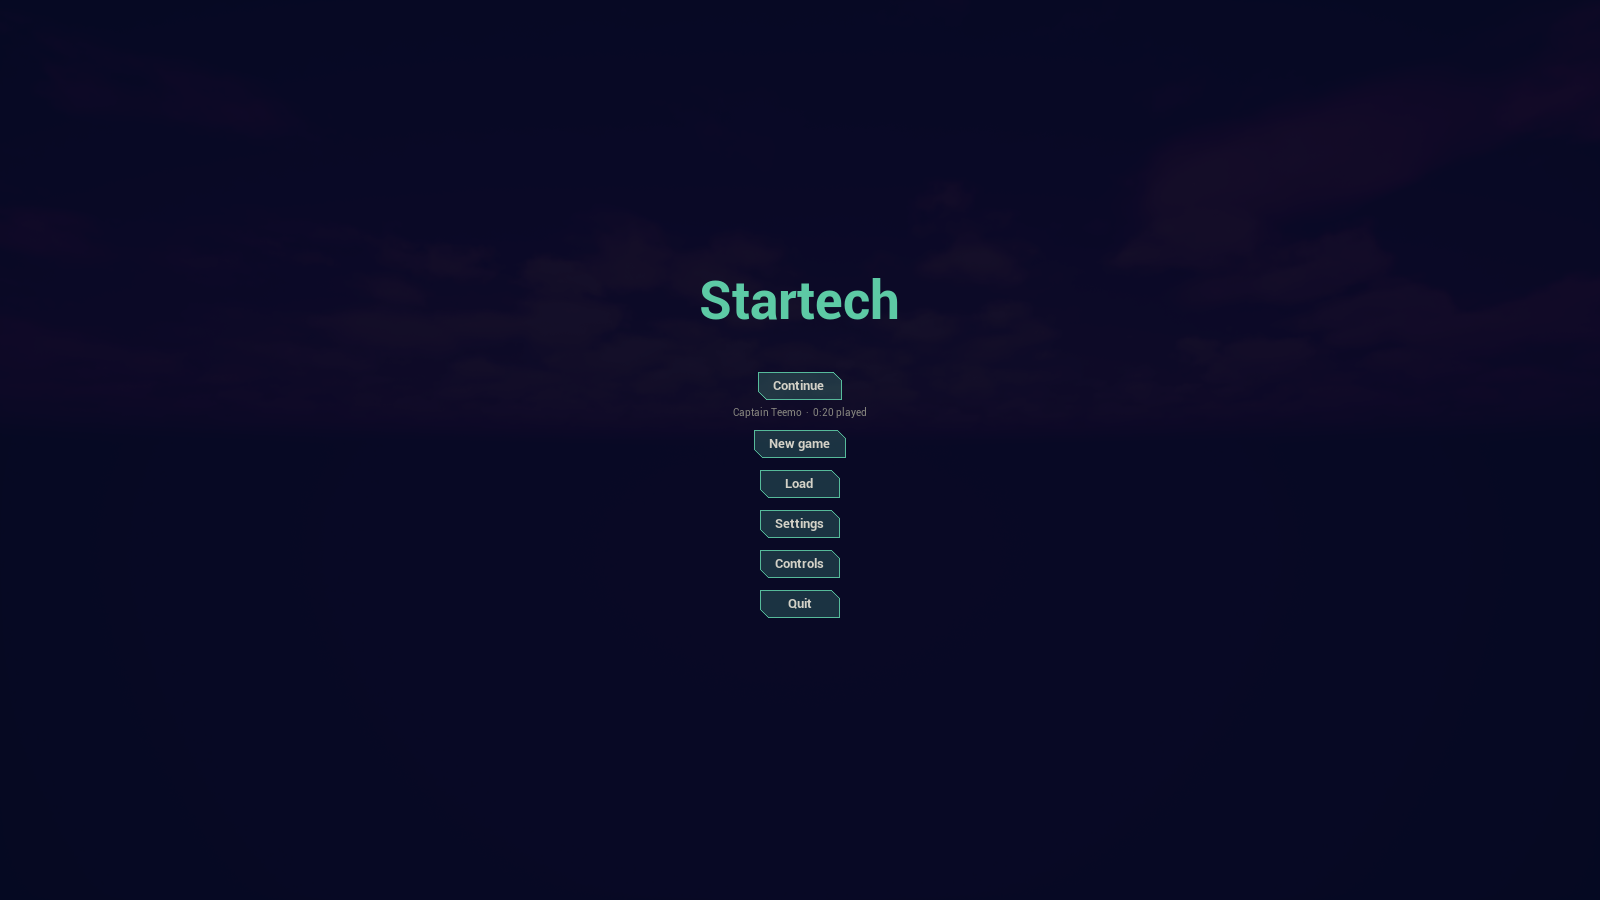 Startech
Continue
Captain Teemo · 0:20 played
New game
Load
Settings
Controls
Quit